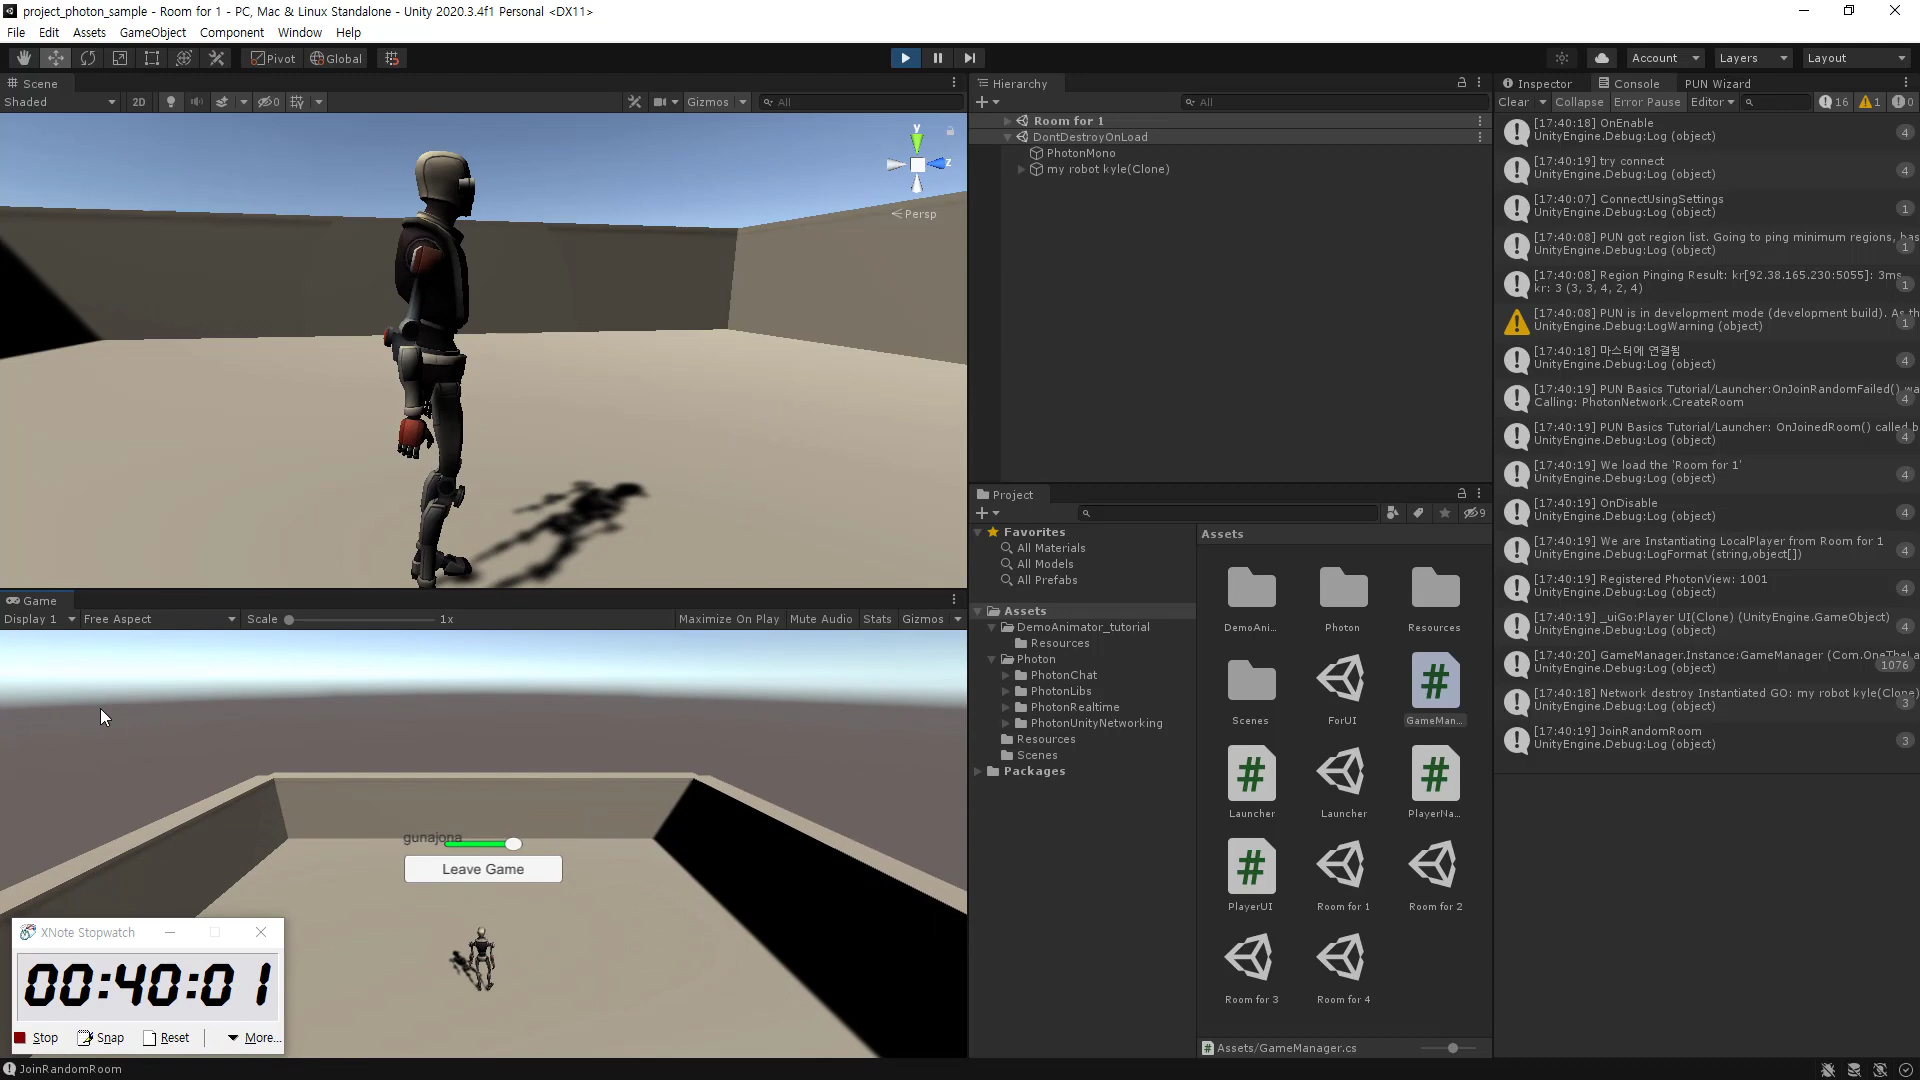 project_photon_sample - Room for 1 - PC, Mac & Linux Standalone - Unity 2020.3.4f1 Personal <DX11>
File Edit Assets GameObject Component Window Help
Pivot Global
Account Layers Layout
Scene
Shaded 2D 0 Gizmos All
y
z
Persp
Game
Display 1 Free Aspect Scale 1x Maximize On Play Mute Audio Stats Gizmos
gunajona
Leave Game
XNote Stopwatch
00:40:01
Stop Snap Reset More...
JoinRandomRoom
Hierarchy
All
Room for 1
DontDestroyOnLoad
PhotonMono
my robot kyle(Clone)
Project
9
Favorites
All Materials
All Models
All Prefabs
Assets
DemoAnimator_tutorial
Resources
Photon
PhotonChat
PhotonLibs
PhotonRealtime
PhotonUnityNetworking
Resources
Scenes
Packages
Assets
DemoAni... Photon Resources
Scenes ForUI GameMan...
Launcher Launcher PlayerNa...
PlayerUI Room for 1 Room for 2
Room for 3 Room for 4
Assets/GameManager.cs
Inspector Console PUN Wizard
Clear Collapse Error Pause Editor 16 1 0
[17:40:18] OnEnable
UnityEngine.Debug:Log (object) 4
[17:40:19] try connect
UnityEngine.Debug:Log (object) 4
[17:40:07] ConnectUsingSettings
UnityEngine.Debug:Log (object) 1
[17:40:08] PUN got region list. Going to ping minimum regions, bas
UnityEngine.Debug:Log (object) 1
[17:40:08] Region Pinging Result: kr[92.38.165.230:5055]: 3ms
kr: 3 (3, 3, 4, 2, 4) 1
[17:40:08] PUN is in development mode (development build). As th
UnityEngine.Debug:LogWarning (object) 1
[17:40:18] 마스터에 연결됨
UnityEngine.Debug:Log (object) 4
[17:40:19] PUN Basics Tutorial/Launcher:OnJoinRandomFailed() wa
Calling: PhotonNetwork.CreateRoom 4
[17:40:19] PUN Basics Tutorial/Launcher: OnJoinedRoom() called b
UnityEngine.Debug:Log (object) 4
[17:40:19] We load the 'Room for 1'
UnityEngine.Debug:Log (object) 4
[17:40:19] OnDisable
UnityEngine.Debug:Log (object) 4
[17:40:19] We are Instantiating LocalPlayer from Room for 1
UnityEngine.Debug:LogFormat (string,object[]) 4
[17:40:19] Registered PhotonView: 1001
UnityEngine.Debug:Log (object) 4
[17:40:19] _uiGo:Player UI(Clone) (UnityEngine.GameObject)
UnityEngine.Debug:Log (object) 4
[17:40:20] GameManager.Instance:GameManager (Com.OneTheLa
UnityEngine.Debug:Log (object) 1076
[17:40:18] Network destroy Instantiated GO: my robot kyle(Clone)
UnityEngine.Debug:Log (object) 3
[17:40:19] JoinRandomRoom
UnityEngine.Debug:Log (object) 3